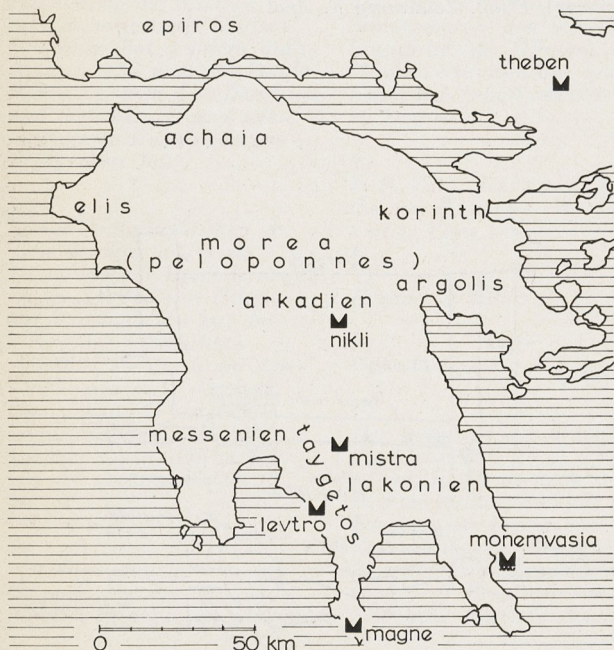 epiros
theben
achaia
elis
korinth
morea
(peloponnes)
argolis
arkadien
nikli
messenien
taygetos
mistra
lakonien
levtro
monemvasia
magne
0 50 km